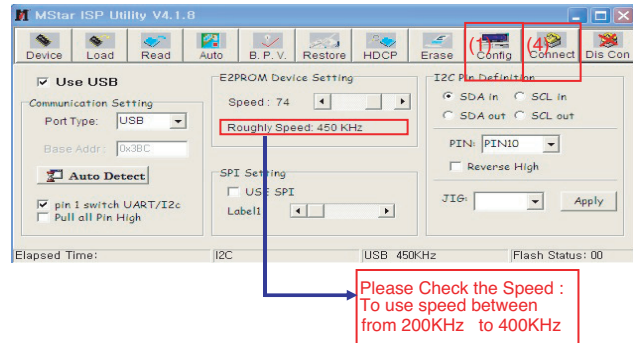 MStar ISP Utility V4.1.8
Device Load Read Auto B. P. V. Restore HDCP Erase Config Connect Dis Con
(1) (4)
Use USB
Communication Setting
Port Type: USB
Base Addr: 0x3BC
Auto Detect
pin 1 switch UART/I2c
Pull all Pin High
E2PROM Device Setting
Speed : 74
Roughly Speed: 450 KHz
SPI Setting
USE SPI
Label1
I2C Pin Definition
SDA in SCL in
SDA out SCL out
PIN: PIN10
Reverse High
JIG: Apply
Elapsed Time: I2C USB 450KHz Flash Status: 00
Please Check the Speed :
To use speed between
from 200KHz to 400KHz